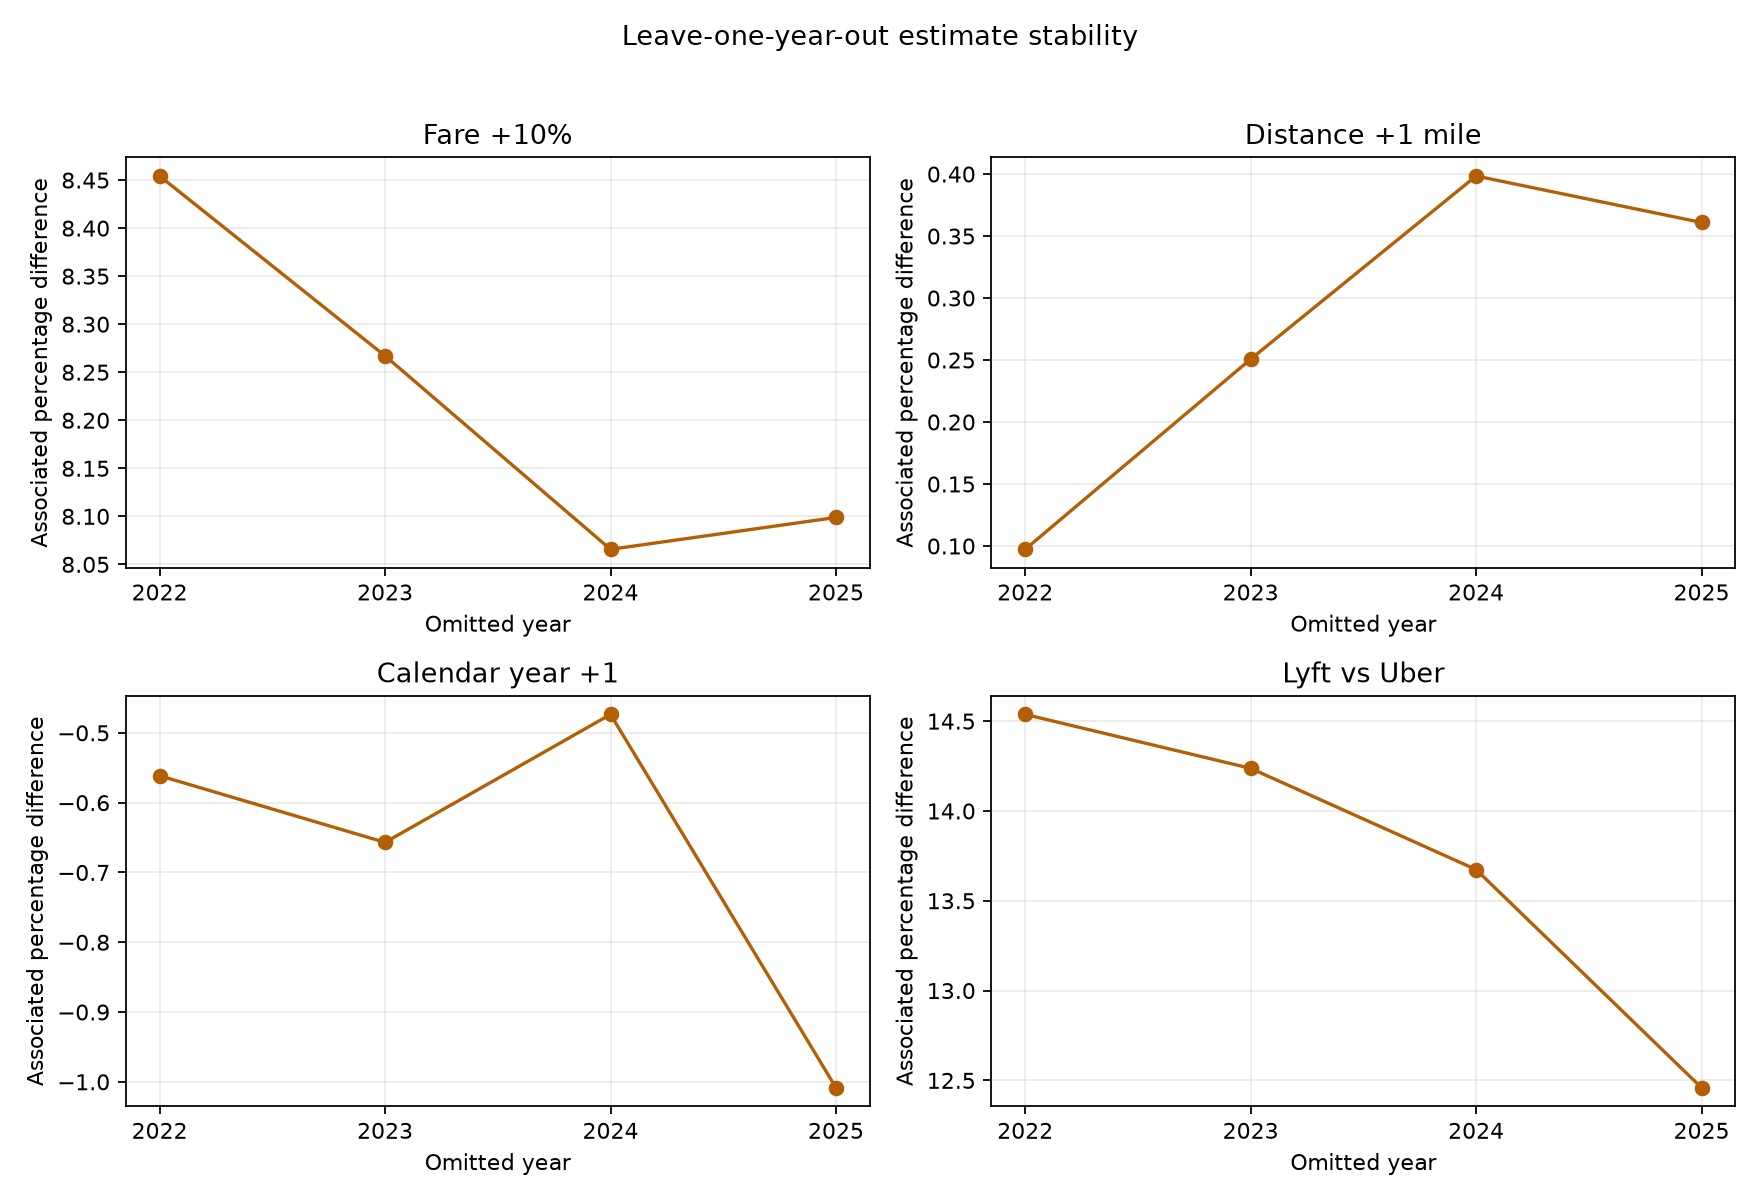 Leave-one-year-out estimate stability
Fare +10%
Associated percentage difference
8.45
8.40
8.35
8.30
8.25
8.20
8.15
8.10
8.05
2022 2023 2024 2025
Omitted year
Distance +1 mile
Associated percentage difference
0.40
0.35
0.30
0.25
0.20
0.15
0.10
2022 2023 2024 2025
Omitted year
Calendar year +1
Associated percentage difference
−0.5
−0.6
−0.7
−0.8
−0.9
−1.0
2022 2023 2024 2025
Omitted year
Lyft vs Uber
Associated percentage difference
14.5
14.0
13.5
13.0
12.5
2022 2023 2024 2025
Omitted year